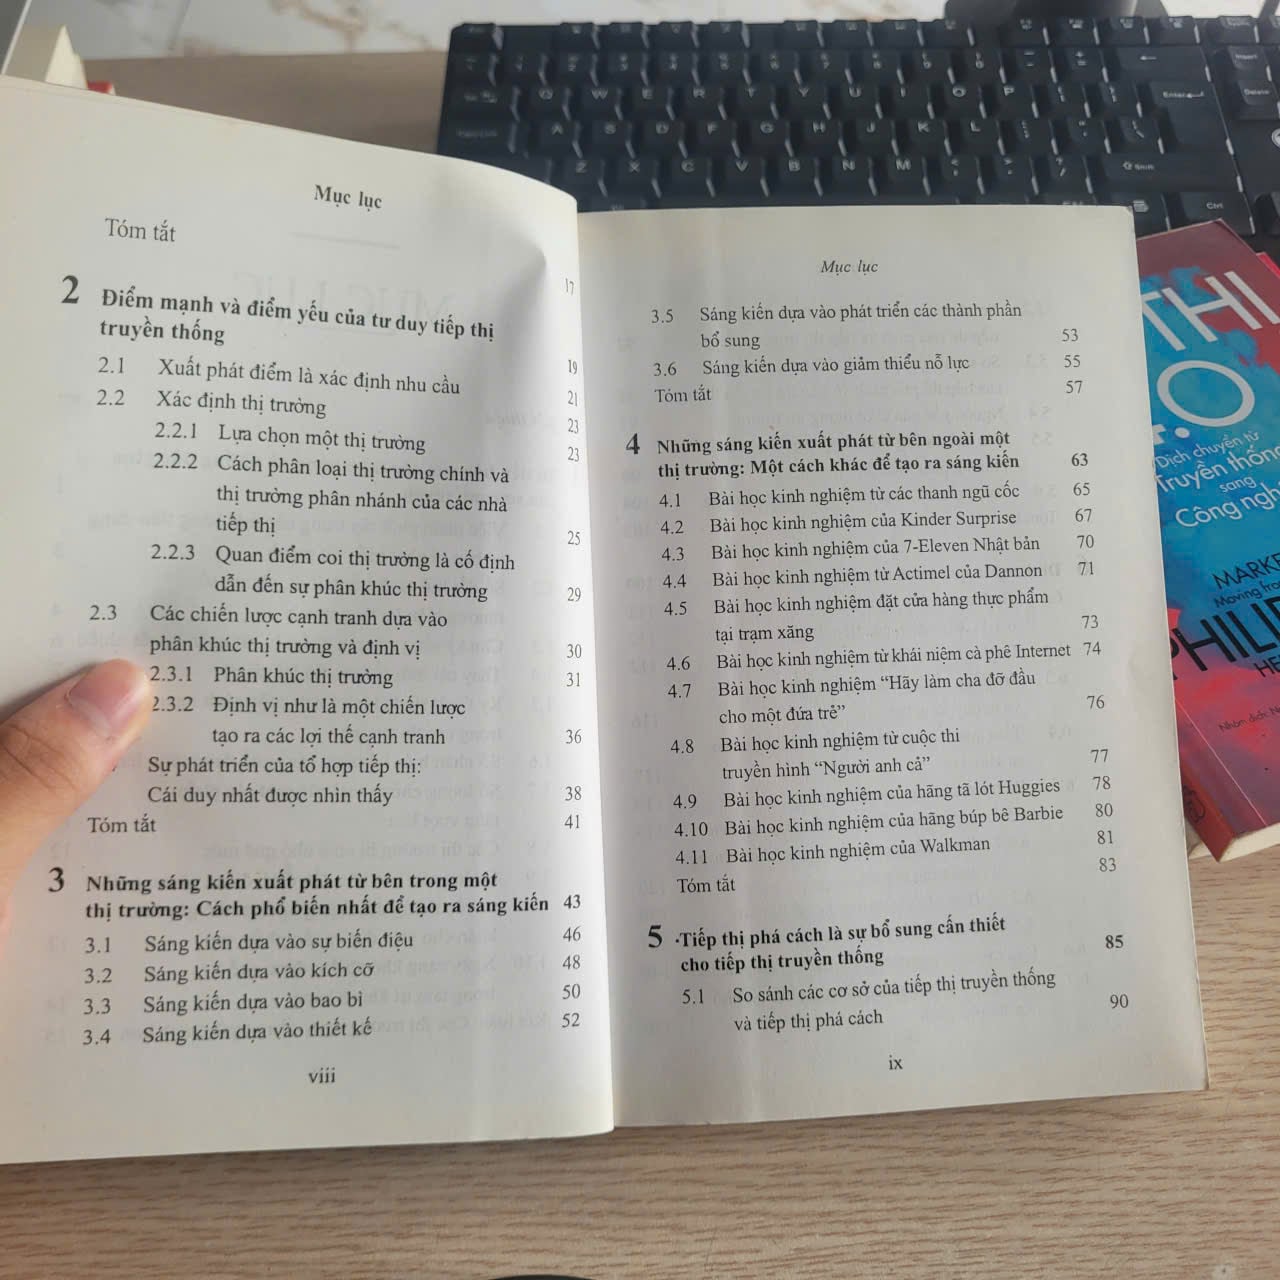 Mục lục
Tóm tắt 17
2 Điểm mạnh và điểm yếu của tư duy tiếp thị
truyền thống 19
2.1 Xuất phát điểm là xác định nhu cầu 21
2.2 Xác định thị trường 23
2.2.1 Lựa chọn một thị trường 23
2.2.2 Cách phân loại thị trường chính và
thị trường phân nhánh của các nhà
tiếp thị 25
2.2.3 Quan điểm coi thị trường là cố định
dẫn đến sự phân khúc thị trường 29
2.3 Các chiến lược cạnh tranh dựa vào
phân khúc thị trường và định vị 30
2.3.1 Phân khúc thị trường 31
2.3.2 Định vị như là một chiến lược
tạo ra các lợi thế cạnh tranh 36
Sự phát triển của tổ hợp tiếp thị:
Cái duy nhất được nhìn thấy 38
Tóm tắt 41
3 Những sáng kiến xuất phát từ bên trong một
thị trường: Cách phổ biến nhất để tạo ra sáng kiến 43
3.1 Sáng kiến dựa vào sự biến điệu 46
3.2 Sáng kiến dựa vào kích cỡ 48
3.3 Sáng kiến dựa vào bao bì 50
3.4 Sáng kiến dựa vào thiết kế 52
viii
Mục lục
3.5 Sáng kiến dựa vào phát triển các thành phần
bổ sung 53
3.6 Sáng kiến dựa vào giảm thiểu nỗ lực 55
Tóm tắt 57
4 Những sáng kiến xuất phát từ bên ngoài một
thị trường: Một cách khác để tạo ra sáng kiến 63
4.1 Bài học kinh nghiệm từ các thanh ngũ cốc 65
4.2 Bài học kinh nghiệm của Kinder Surprise 67
4.3 Bài học kinh nghiệm của 7-Eleven Nhật bản 70
4.4 Bài học kinh nghiệm từ Actimel của Dannon 71
4.5 Bài học kinh nghiệm đặt cửa hàng thực phẩm
tại trạm xăng 73
4.6 Bài học kinh nghiệm từ khái niệm cà phê Internet 74
4.7 Bài học kinh nghiệm “Hãy làm cha đỡ đầu
cho một đứa trẻ” 76
4.8 Bài học kinh nghiệm từ cuộc thi
truyền hình “Người anh cả” 77
4.9 Bài học kinh nghiệm của hãng tã lót Huggies 78
4.10 Bài học kinh nghiệm của hãng búp bê Barbie 80
4.11 Bài học kinh nghiệm của Walkman 81
Tóm tắt 83
5 Tiếp thị phá cách là sự bổ sung cấn thiết
cho tiếp thị truyền thống 85
5.1 So sánh các cơ sở của tiếp thị truyền thống
và tiếp thị phá cách 90
ix
THI
4.0
Dịch chuyển từ
Truyền thống
sang
Công
Moving